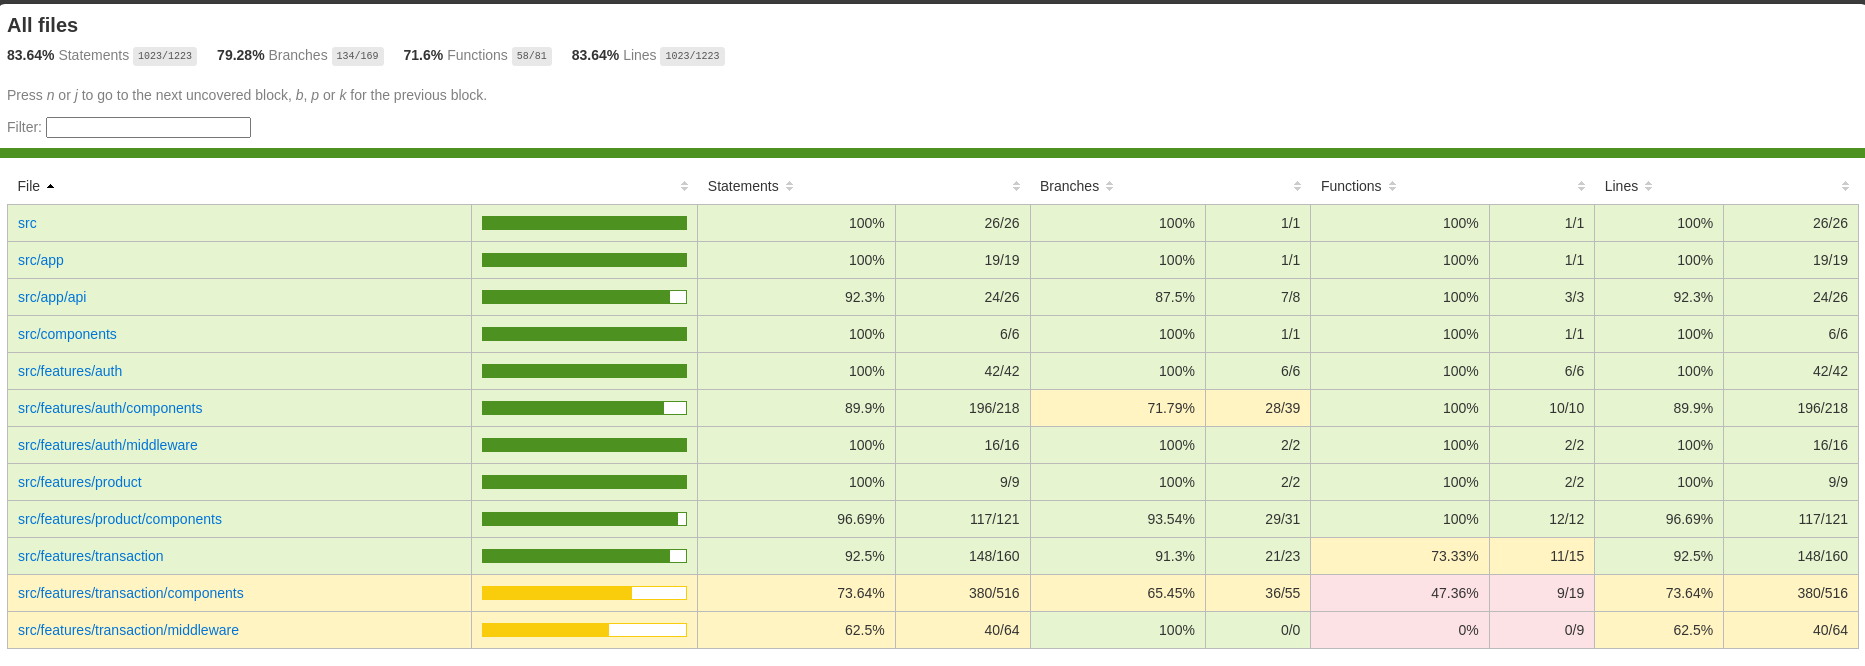 All files
83.64% Statements 1023/1223 79.28% Branches 134/169 71.6% Functions 58/81 83.64% Lines 1023/1223
Press n or j to go to the next uncovered block, b, p or k for the previous block.
Filter:
File Statements Branches Functions Lines
src 100% 26/26 100% 1/1 100% 1/1 100% 26/26
src/app 100% 19/19 100% 1/1 100% 1/1 100% 19/19
src/app/api 92.3% 24/26 87.5% 7/8 100% 3/3 92.3% 24/26
src/components 100% 6/6 100% 1/1 100% 1/1 100% 6/6
src/features/auth 100% 42/42 100% 6/6 100% 6/6 100% 42/42
src/features/auth/components 89.9% 196/218 71.79% 28/39 100% 10/10 89.9% 196/218
src/features/auth/middleware 100% 16/16 100% 2/2 100% 2/2 100% 16/16
src/features/product 100% 9/9 100% 2/2 100% 2/2 100% 9/9
src/features/product/components 96.69% 117/121 93.54% 29/31 100% 12/12 96.69% 117/121
src/features/transaction 92.5% 148/160 91.3% 21/23 73.33% 11/15 92.5% 148/160
src/features/transaction/components 73.64% 380/516 65.45% 36/55 47.36% 9/19 73.64% 380/516
src/features/transaction/middleware 62.5% 40/64 100% 0/0 0% 0/9 62.5% 40/64